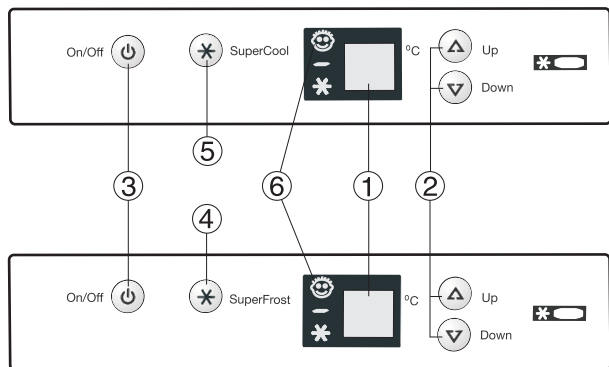 On/Off SuperCool °C Up
Down
5
3 6 1 2
4
On/Off SuperFrost °C Up
Down